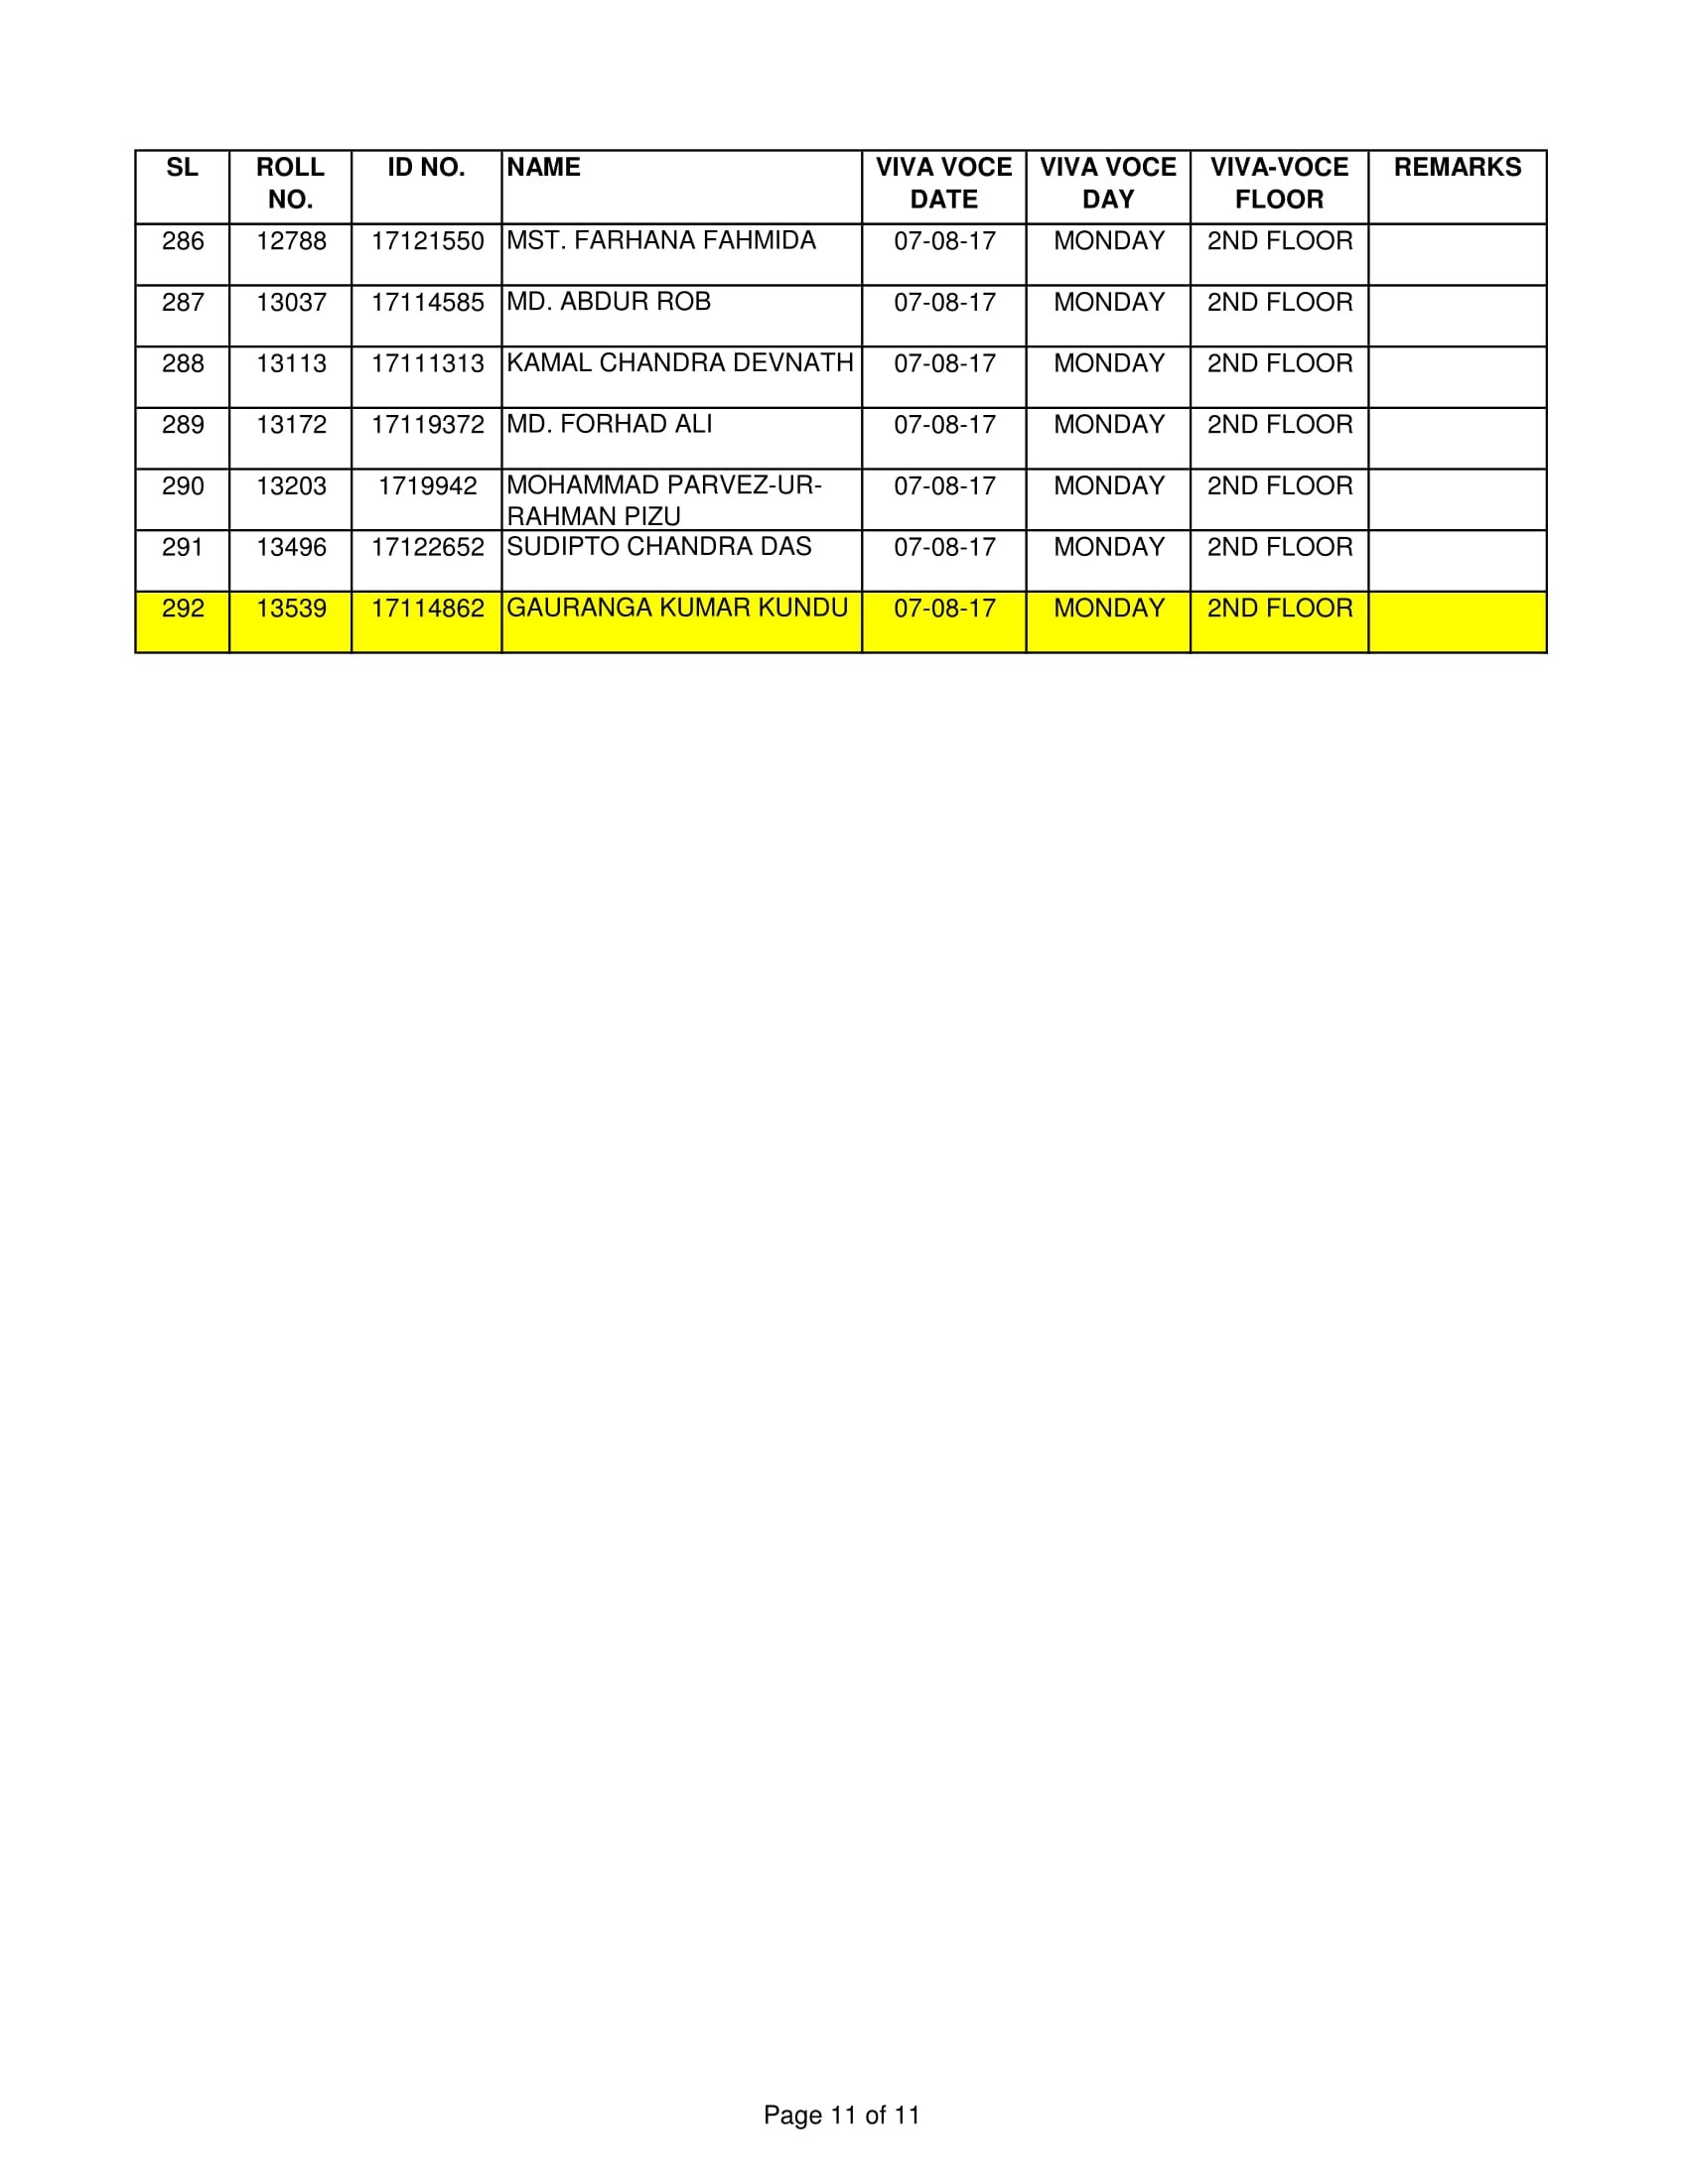 SL ROLL NO. ID NO. NAME VIVA VOCE DATE VIVA VOCE DAY VIVA-VOCE FLOOR REMARKS
286 12788 17121550 MST. FARHANA FAHMIDA 07-08-17 MONDAY 2ND FLOOR
287 13037 17114585 MD. ABDUR ROB 07-08-17 MONDAY 2ND FLOOR
288 13113 17111313 KAMAL CHANDRA DEVNATH 07-08-17 MONDAY 2ND FLOOR
289 13172 17119372 MD. FORHAD ALI 07-08-17 MONDAY 2ND FLOOR
290 13203 1719942 MOHAMMAD PARVEZ-UR- 07-08-17 MONDAY 2ND FLOOR
RAHMAN PIZU
291 13496 17122652 SUDIPTO CHANDRA DAS 07-08-17 MONDAY 2ND FLOOR
292 13539 17114862 GAURANGA KUMAR KUNDU 07-08-17 MONDAY 2ND FLOOR
Page 11 of 11